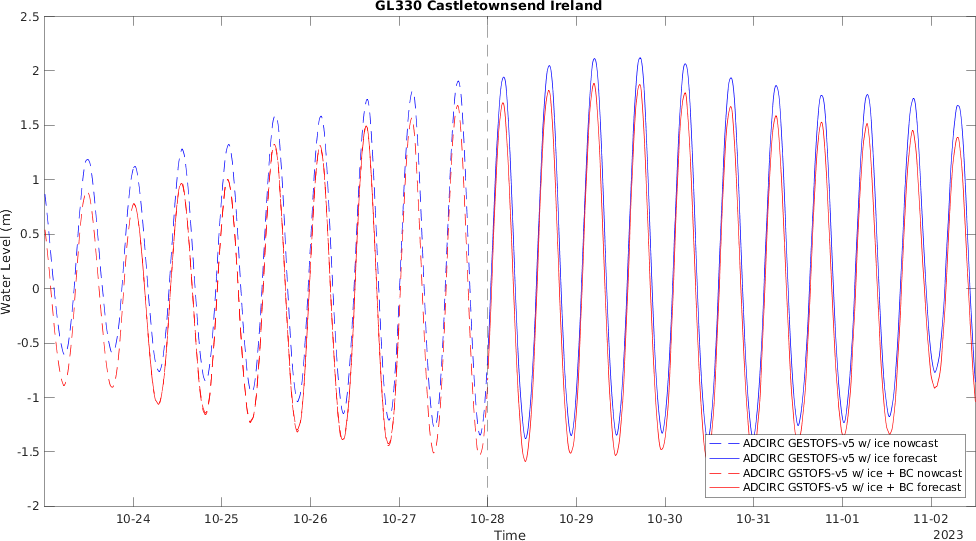 GL330 Castletownsend Ireland
2.5
2
1.5
1
0.5
0
-0.5
-1
-1.5
-2
Water Level (m)
ADCIRC GESTOFS-v5 w/ ice nowcast
ADCIRC GESTOFS-v5 w/ ice forecast
ADCIRC GSTOFS-v5 w/ ice + BC nowcast
ADCIRC GSTOFS-v5 w/ ice + BC forecast
10-24 10-25 10-26 10-27 10-28 10-29 10-30 10-31 11-01 11-02
Time
2023